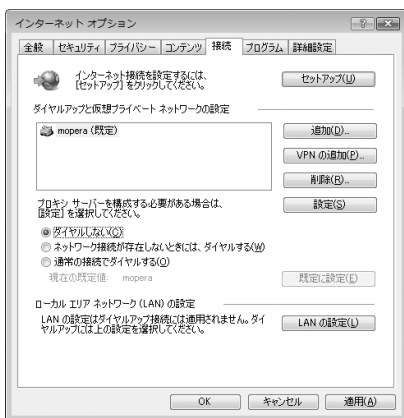 インターネット オプション
全般 セキュリティ プライバシー コンテンツ 接続 プログラム 詳細設定
インターネット接続を設定するには、
[セットアップ] をクリックしてください。
セットアップ(U)
ダイヤルアップと仮想プライベート ネットワークの設定
mopera (既定)
追加(D)...
VPN の追加(P)...
削除(R)...
プロキシ サーバーを構成する必要がある場合は、
[設定] を選択してください。
設定(S)
ダイヤルしない(C)
ネットワーク接続が存在しないときには、ダイヤルする(W)
通常の接続でダイヤルする(O)
現在の既定値: mopera
既定に設定(E)
ローカル エリア ネットワーク (LAN) の設定
LAN の設定はダイヤルアップ接続には適用されません。ダイ
ヤルアップには上の設定を選択してください。
LAN の設定(L)
OK キャンセル 適用(A)